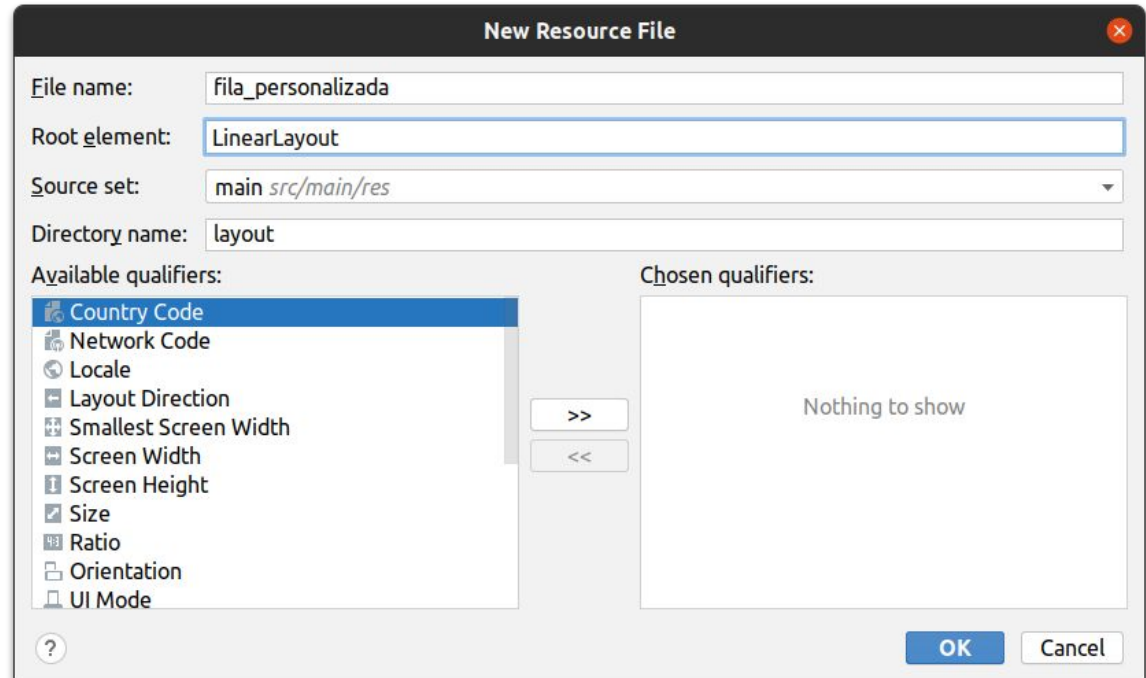 New Resource File
File name: fila_personalizada
Root element: LinearLayout
Source set: main src/main/res
Directory name: layout
Available qualifiers:
Chosen qualifiers:
Country Code
Network Code
Locale
Layout Direction
Smallest Screen Width
Screen Width
Screen Height
Size
Ratio
Orientation
UI Mode
>>
<<
Nothing to show
?
OK
Cancel